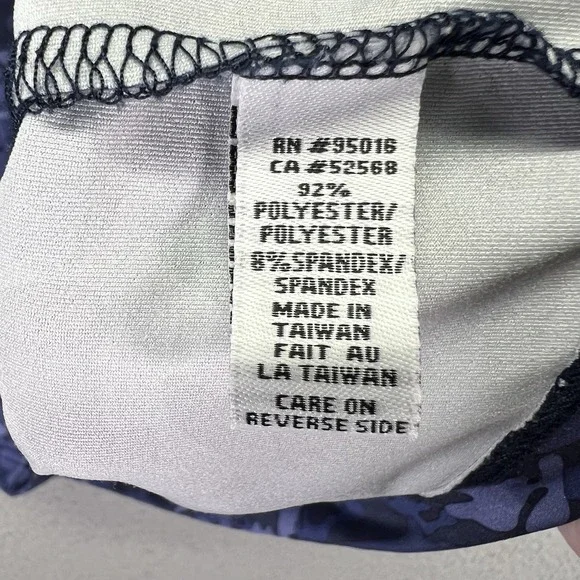 RN #95016
CA #52568
92%
POLYESTER/
POLYESTER
8%SPANDEX/
SPANDEX
MADE IN
TAIWAN
FAIT AU
LA TAIWAN
CARE ON
REVERSE SIDE